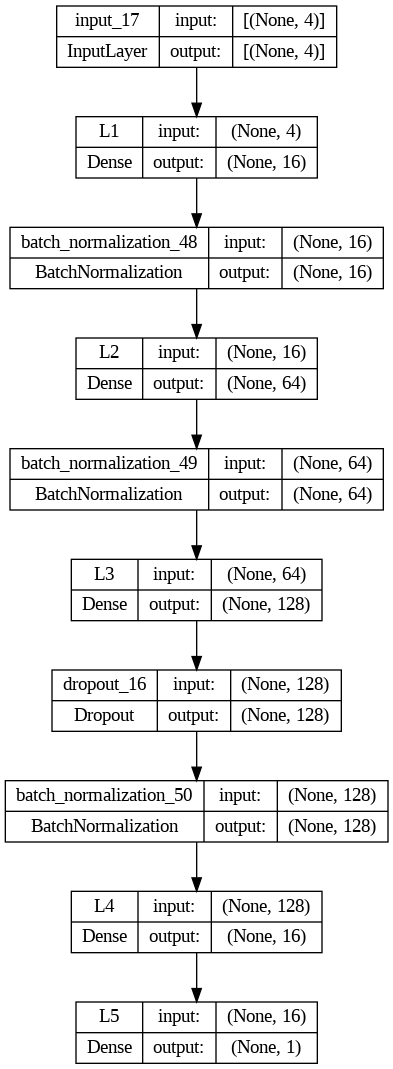 input_17 input: [(None, 4)]
InputLayer output: [(None, 4)]
L1 input: (None, 4)
Dense output: (None, 16)
batch_normalization_48 input: (None, 16)
BatchNormalization output: (None, 16)
L2 input: (None, 16)
Dense output: (None, 64)
batch_normalization_49 input: (None, 64)
BatchNormalization output: (None, 64)
L3 input: (None, 64)
Dense output: (None, 128)
dropout_16 input: (None, 128)
Dropout output: (None, 128)
batch_normalization_50 input: (None, 128)
BatchNormalization output: (None, 128)
L4 input: (None, 128)
Dense output: (None, 16)
L5 input: (None, 16)
Dense output: (None, 1)